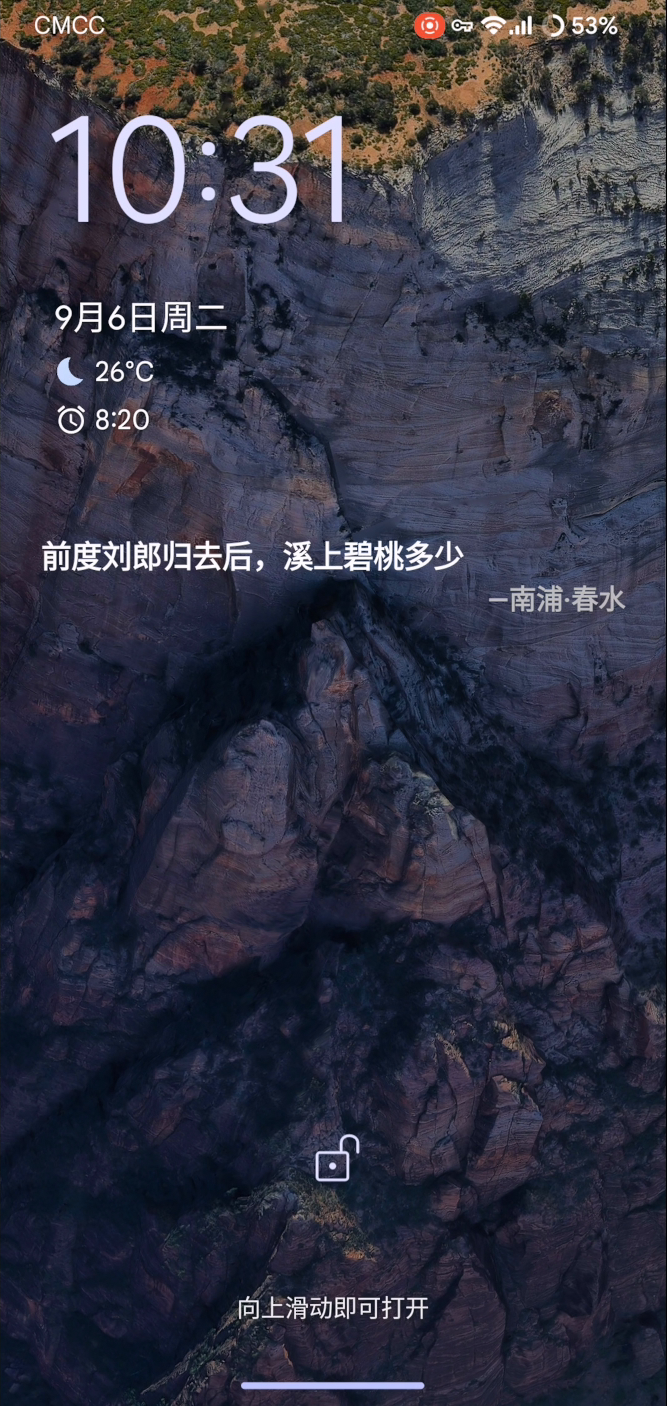 CMCC
53%
10:31
9月6日周二
26°C
8:20
前度刘郎归去后，溪上碧桃多少
—南浦·春水
向上滑动即可打开